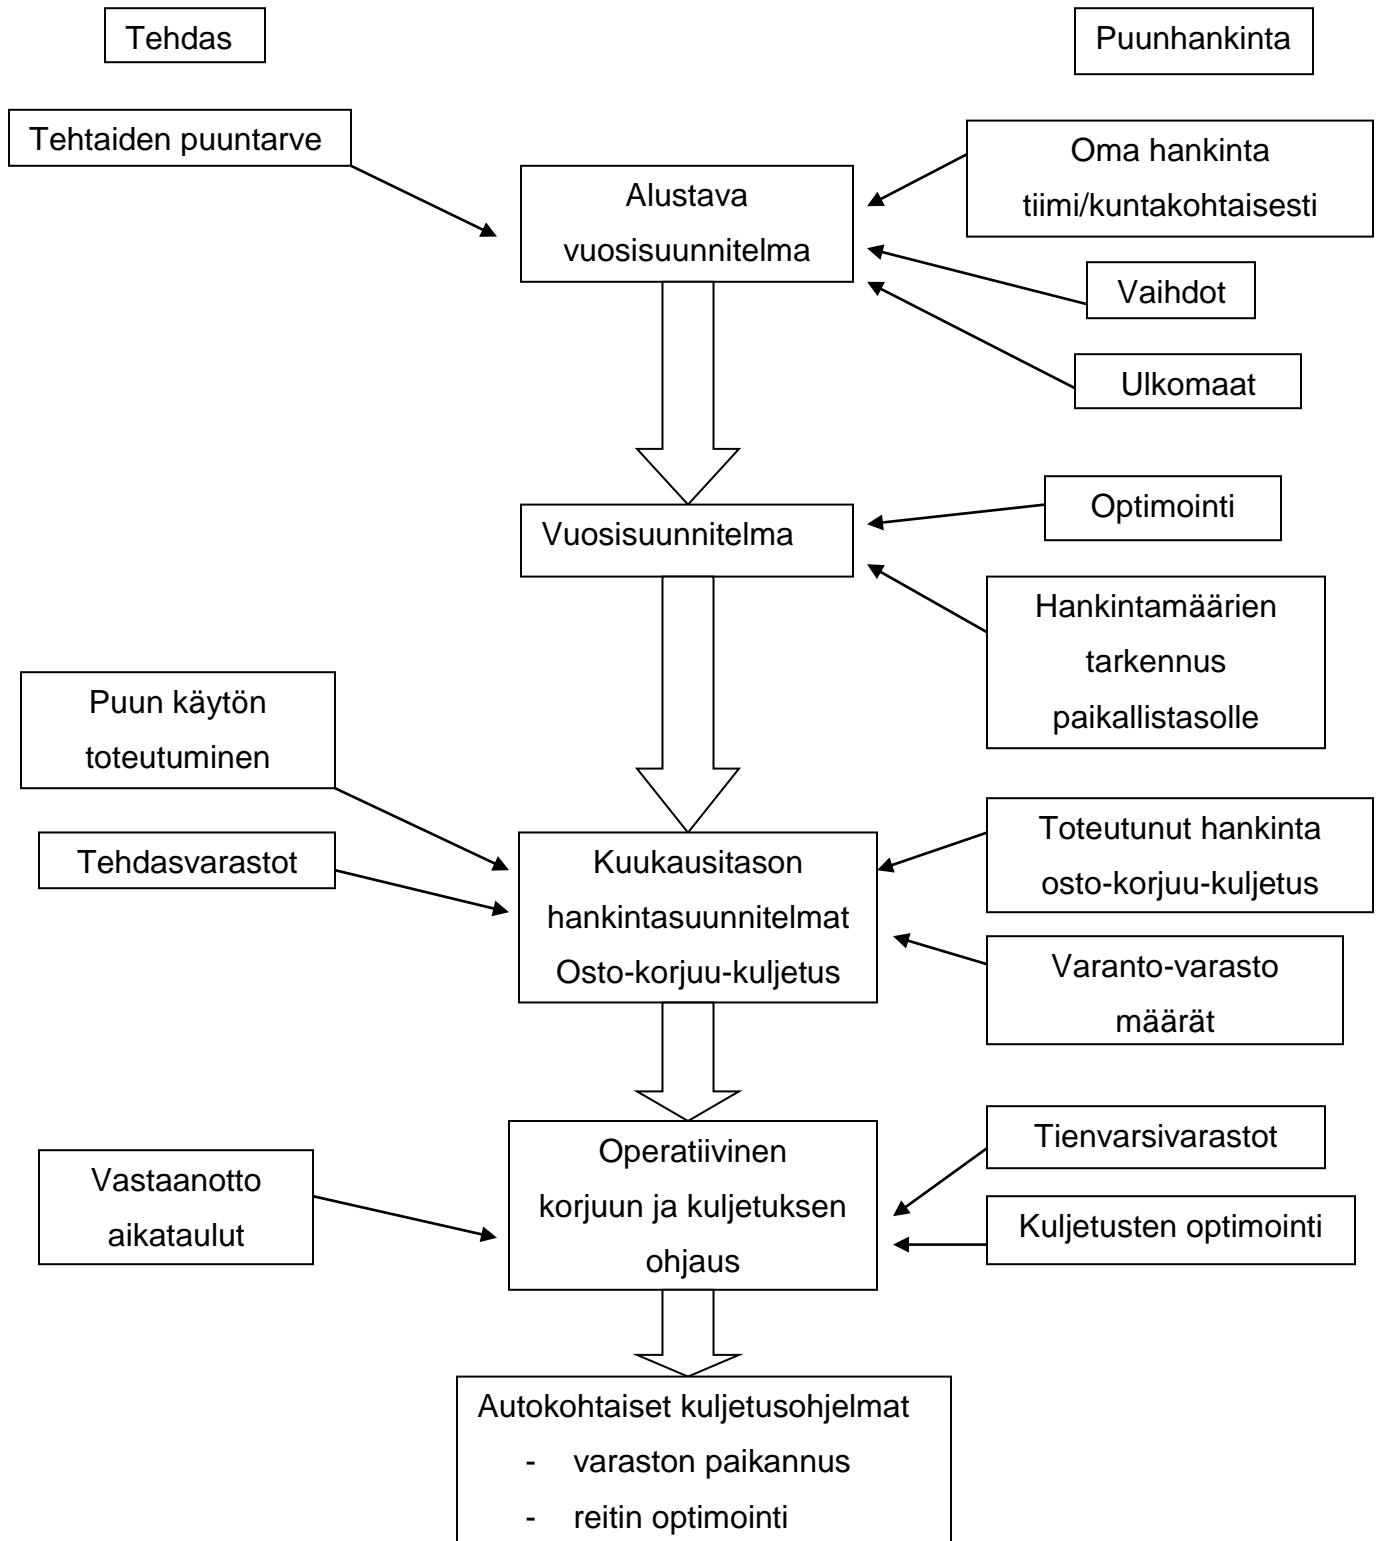 Tehdas
Puunhankinta
Tehtaiden puuntarve
Oma hankinta
tiimi/kuntakohtaisesti
Alustava
vuosisuunnitelma
Vaihdot
Ulkomaat
Vuosisuunnitelma
Optimointi
Hankintamäärien
tarkennus
paikallistasolle
Puun käytön
toteutuminen
Tehdasvarastot
Kuukausitason
hankintasuunnitelmat
Osto-korjuu-kuljetus
Toteutunut hankinta
osto-korjuu-kuljetus
Varanto-varasto
määrät
Vastaanotto
aikataulut
Operatiivinen
korjuun ja kuljetuksen
ohjaus
Tienvarsivarastot
Kuljetusten optimointi
Autokohtaiset kuljetusohjelmat
- varaston paikannus
- reitin optimointi